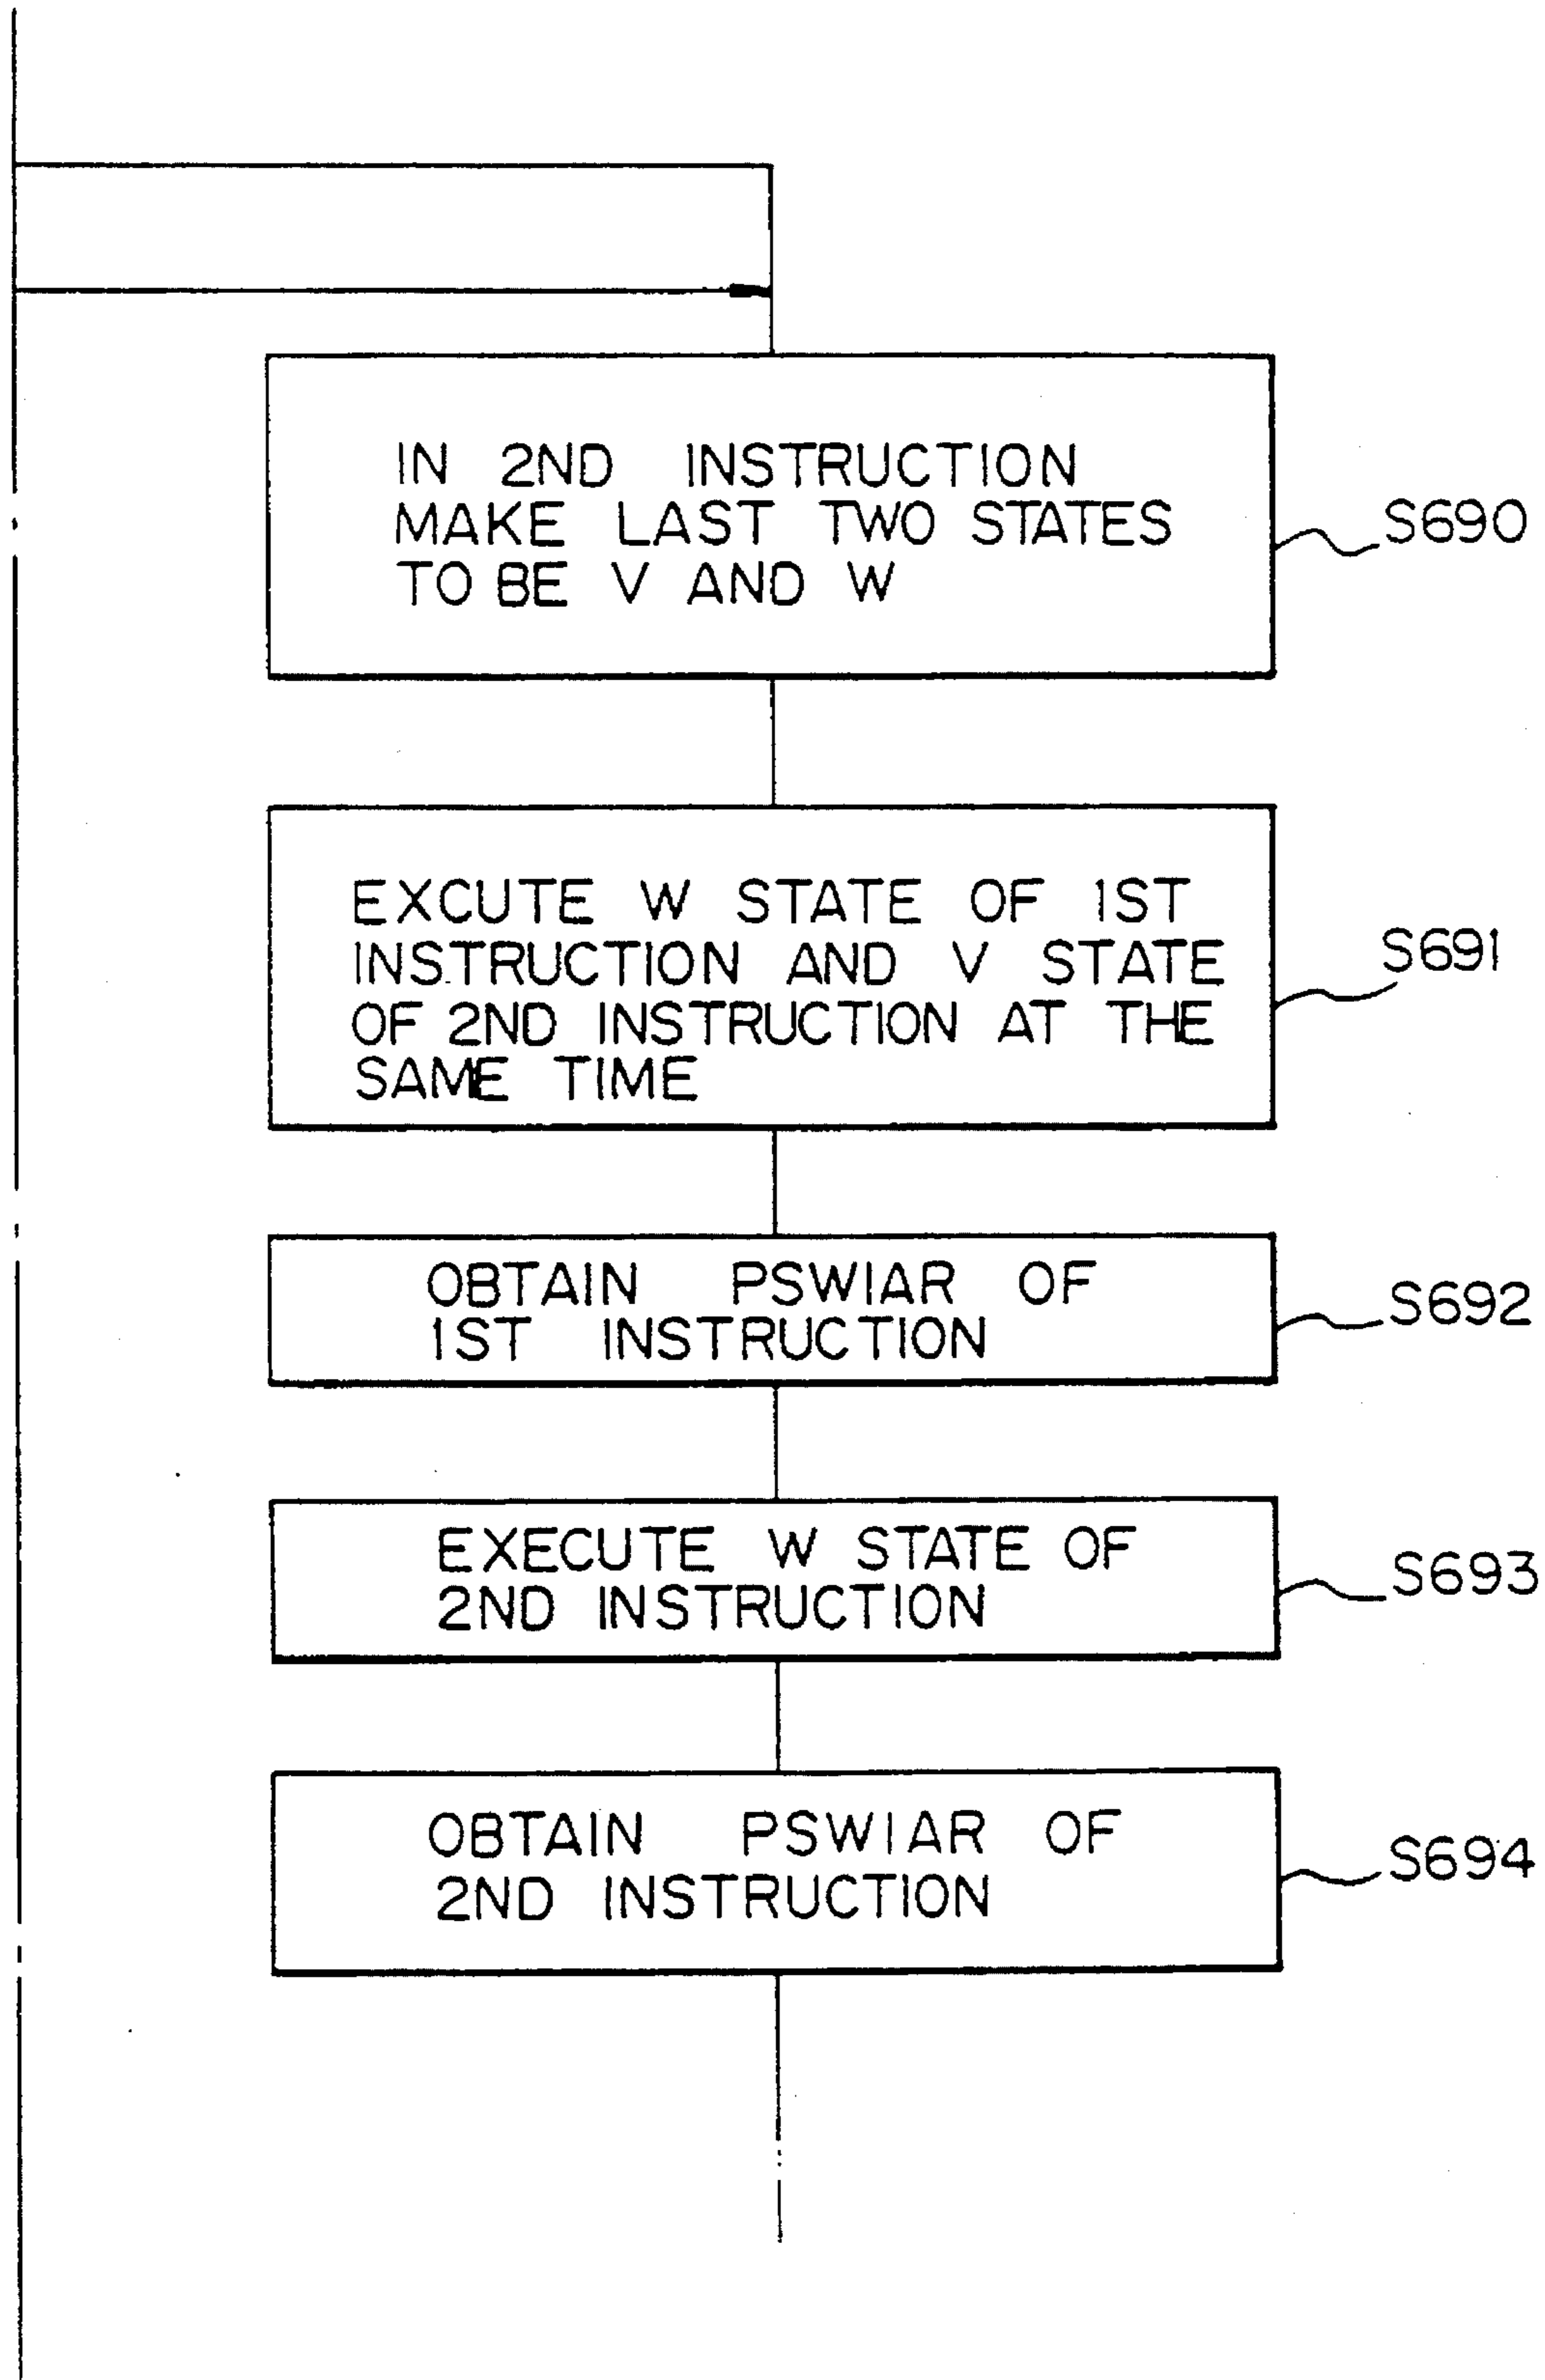 IN 2ND INSTRUCTION
MAKE LAST TWO STATES
TO BE V AND W
S690
EXCUTE W STATE OF 1ST
INSTRUCTION AND V STATE
OF 2ND INSTRUCTION AT THE
SAME TIME
S691
OBTAIN PSWIAR OF
1ST INSTRUCTION
S692
EXECUTE W STATE OF
2ND INSTRUCTION
S693
OBTAIN PSWIAR OF
2ND INSTRUCTION
S694